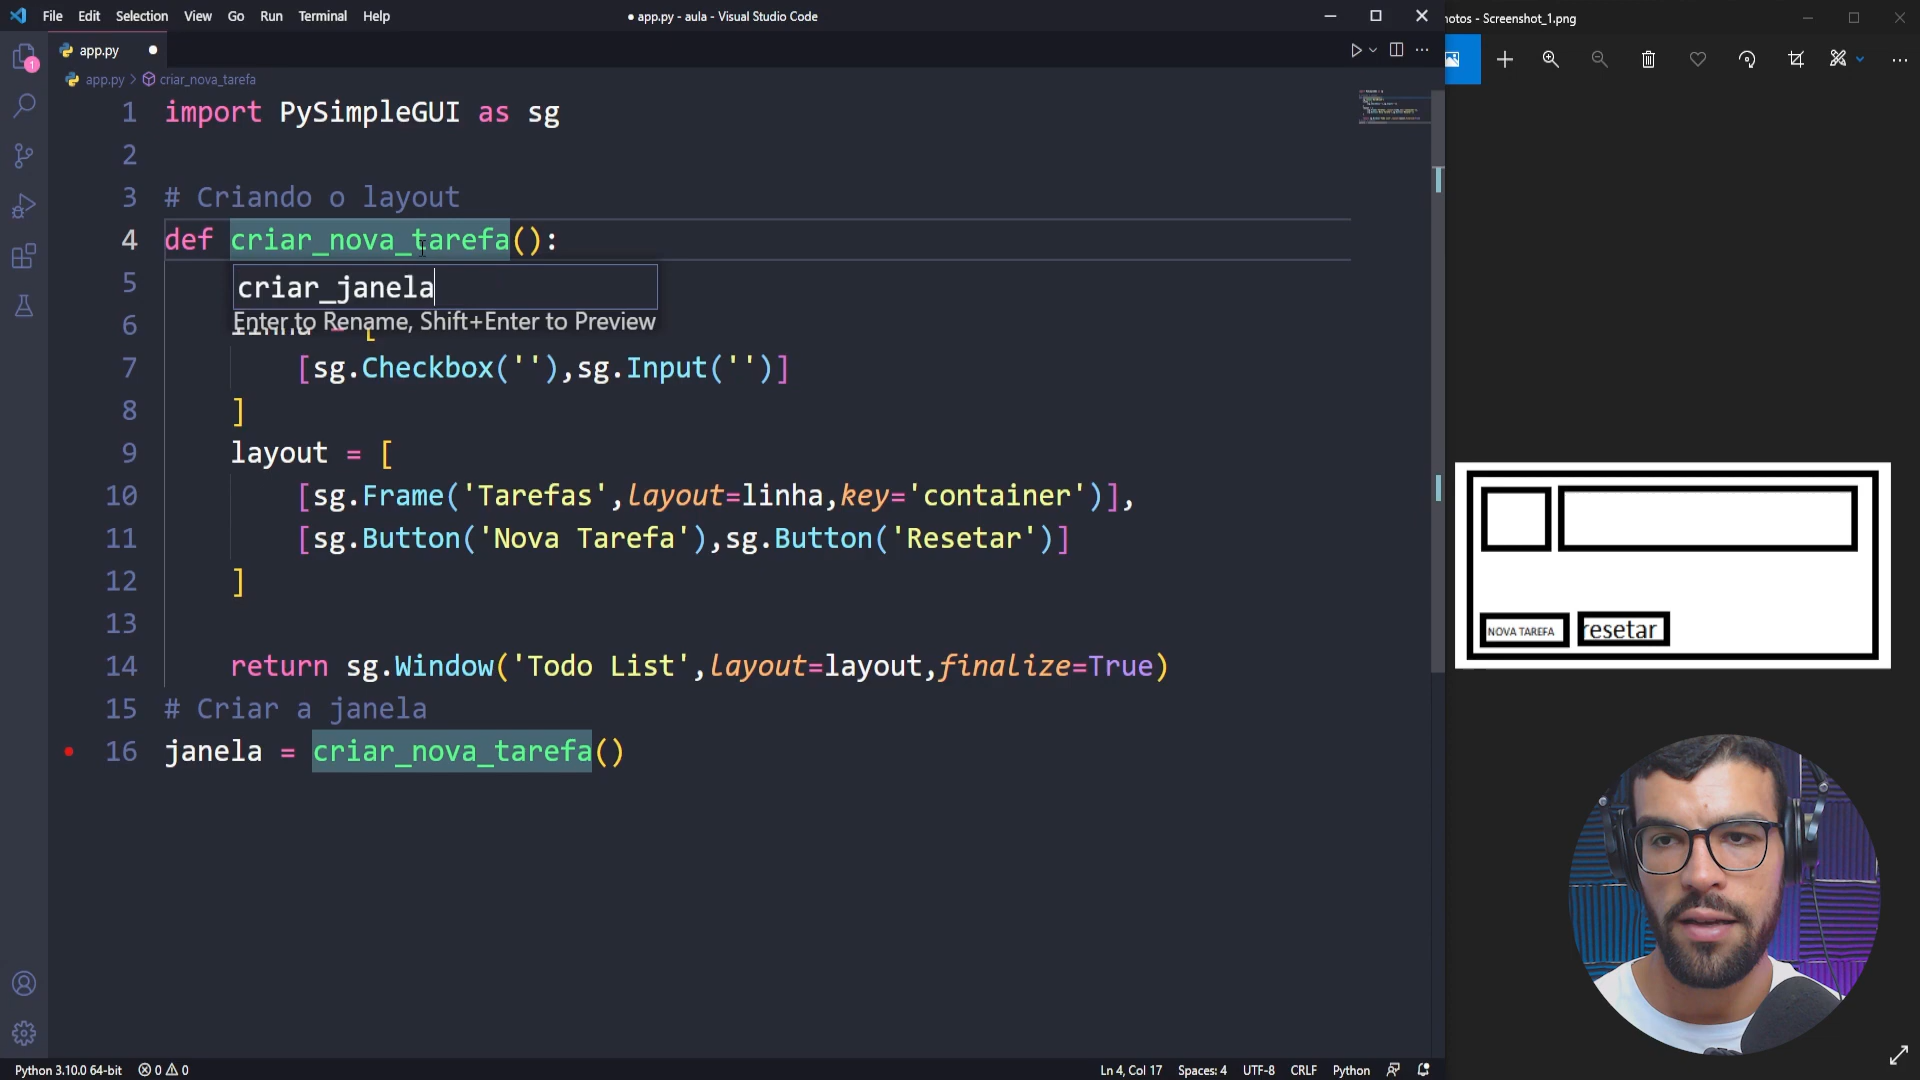 File Edit Selection View Go Run Terminal Help
● app.py - aula - Visual Studio Code
Photos - Screenshot_1.png
app.py
app.py > criar_nova_tarefa
1 import PySimpleGUI as sg
2
3 # Criando o layout
4 def criar_nova_tarefa():
criar_janela
Enter to Rename, Shift+Enter to Preview
5
6 linha = [
7 [sg.Checkbox(''),sg.Input('')]
8 ]
9 layout = [
10 [sg.Frame('Tarefas',layout=linha,key='container')],
11 [sg.Button('Nova Tarefa'),sg.Button('Resetar')]
12 ]
13
14 return sg.Window('Todo List',layout=layout,finalize=True)
15 # Criar a janela
16 janela = criar_nova_tarefa()
1
NOVA TAREFA resetar
Python 3.10.0 64-bit 0 0
Ln 4, Col 17 Spaces: 4 UTF-8 CRLF Python